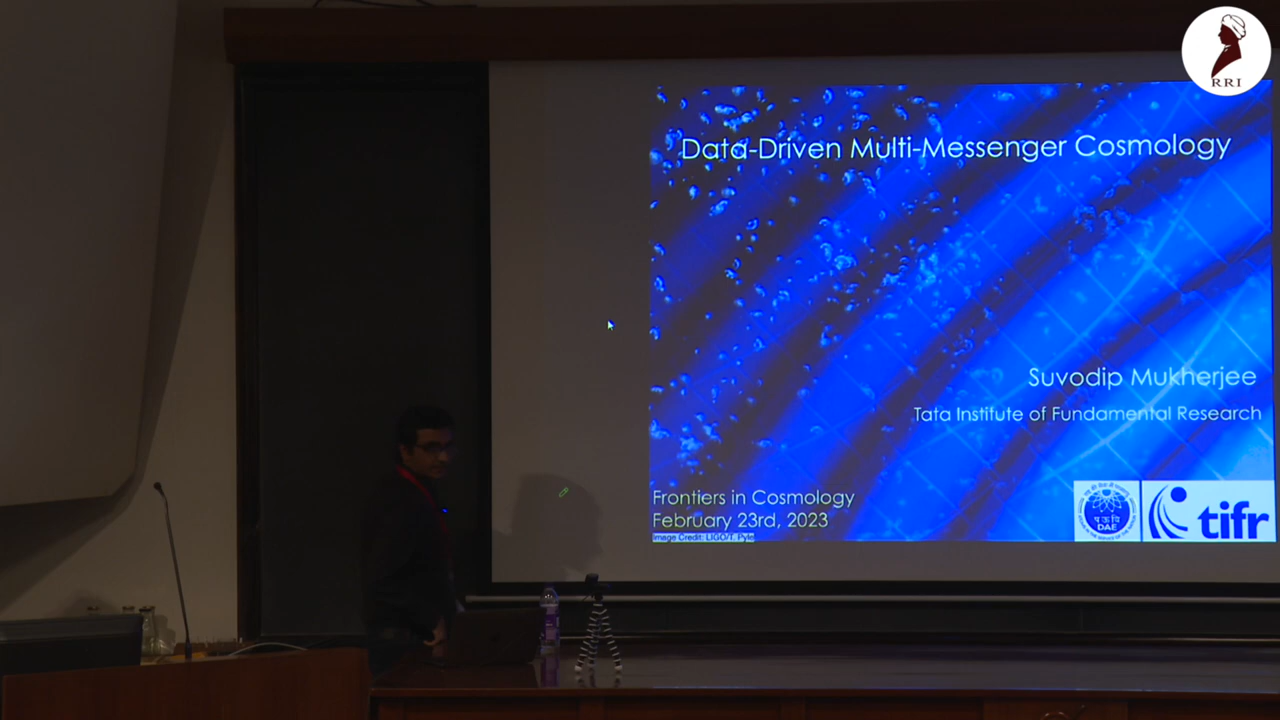 RRI
Data-Driven Multi-Messenger Cosmology
Suvodip Mukherjee
Tata Institute of Fundamental Research
Frontiers in Cosmology
February 23rd, 2023
Image Credit: LIGO/T. Pyle
DAE
tifr